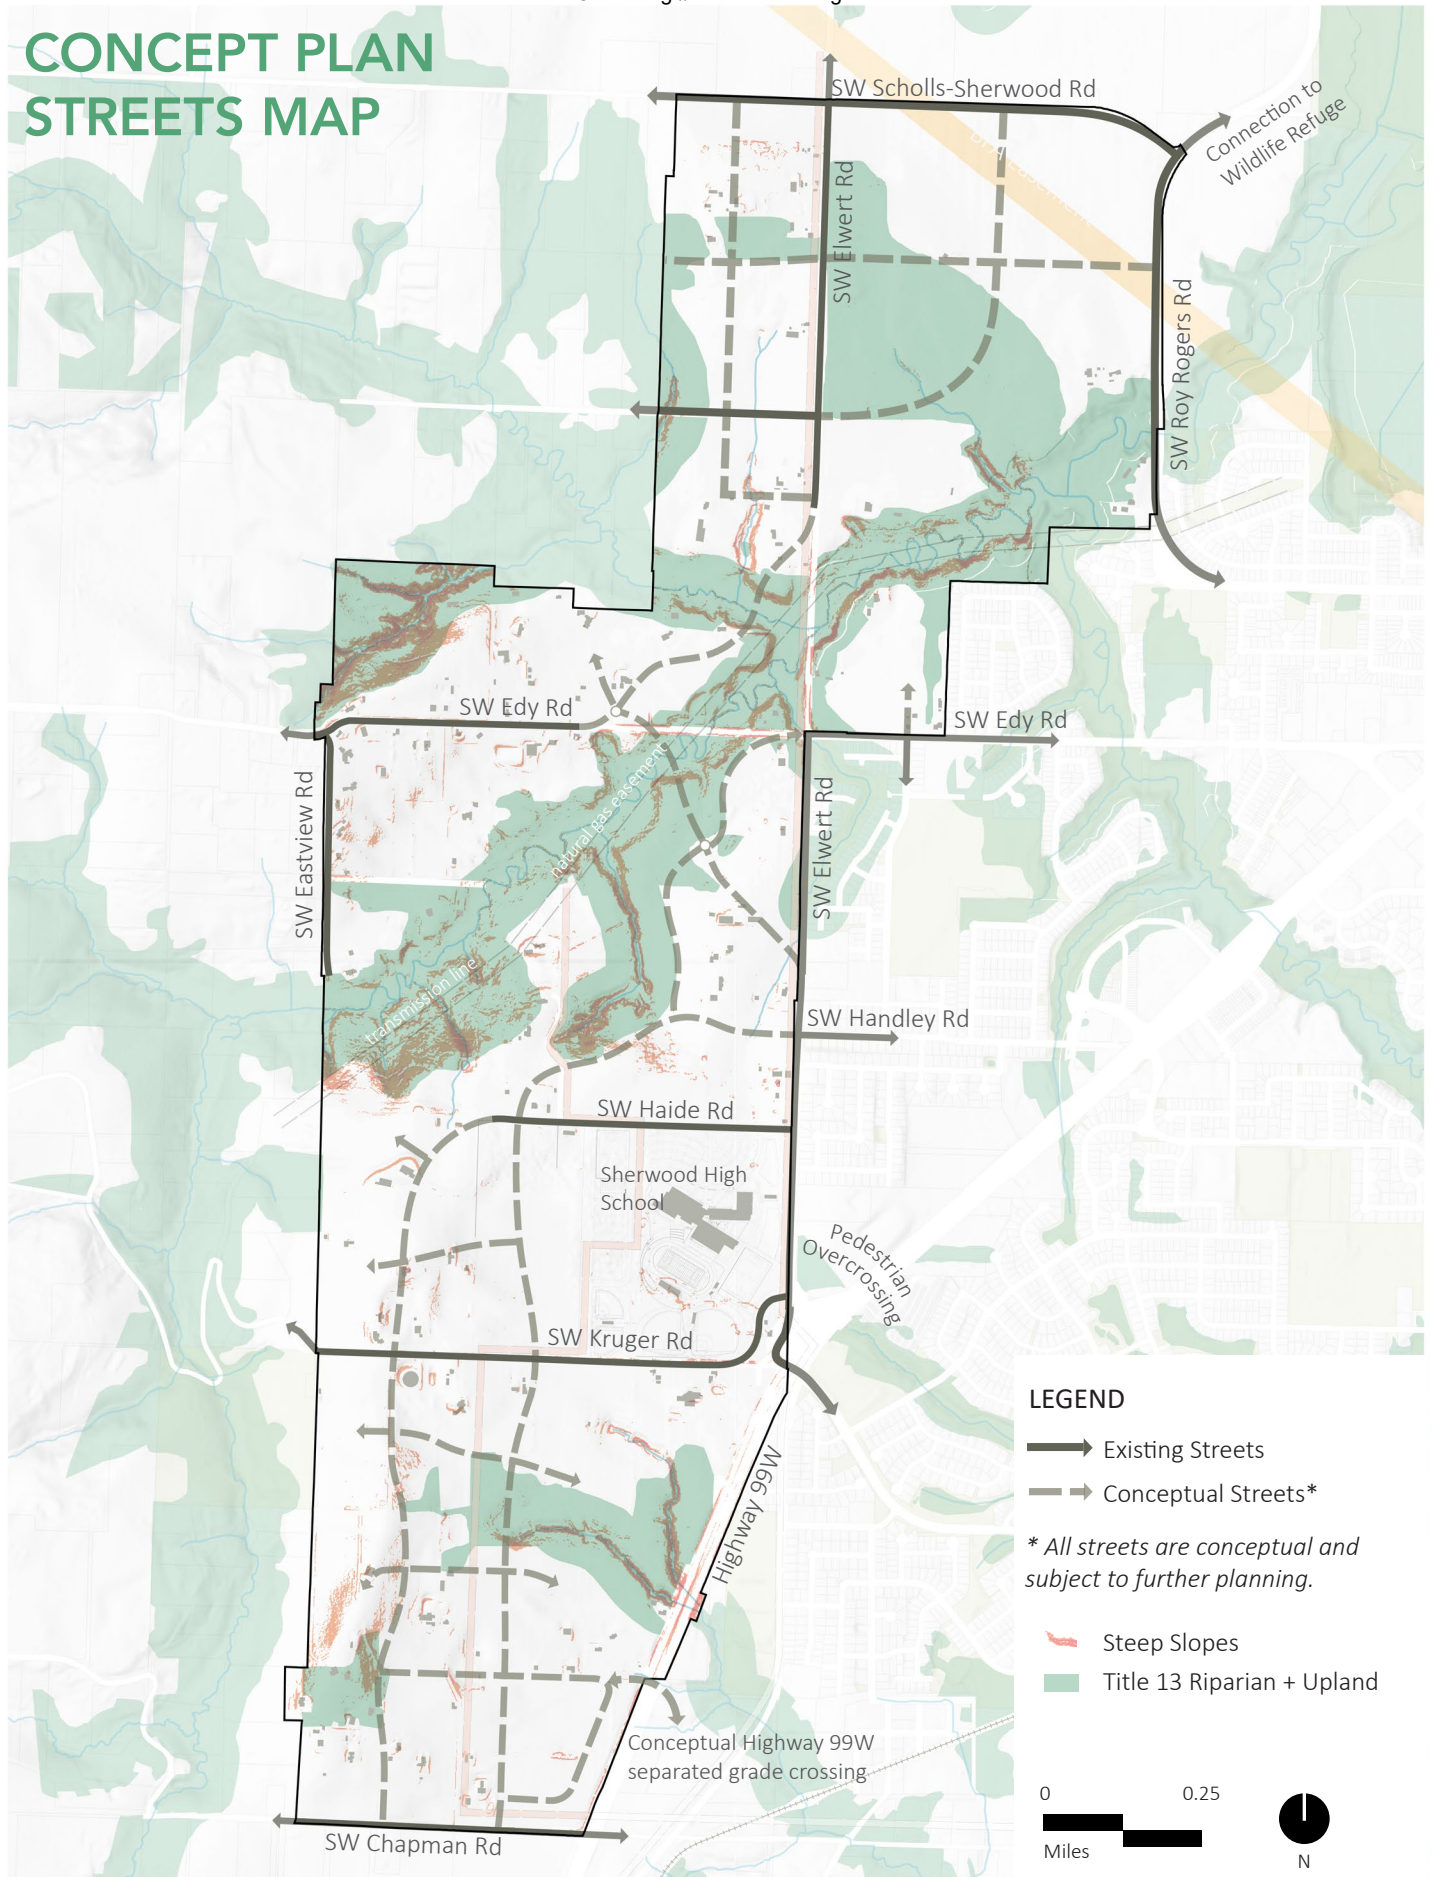 CONCEPT PLAN
STREETS MAP
SW Scholls-Sherwood Rd
Connection to
Wildlife Refuge
SW Elwert Rd
SW Roy Rogers Rd
SW Edy Rd
SW Edy Rd
natural gas easement
SW Eastview Rd
SW Elwert Rd
transmission line
SW Handley Rd
SW Haide Rd
Sherwood High
School
Pedestrian
Overcrossing
SW Kruger Rd
Highway 99W
Conceptual Highway 99W
separated grade crossing
SW Chapman Rd
LEGEND
Existing Streets
Conceptual Streets*
* All streets are conceptual and
subject to further planning.
Steep Slopes
Title 13 Riparian + Upland
0 0.25
Miles
N